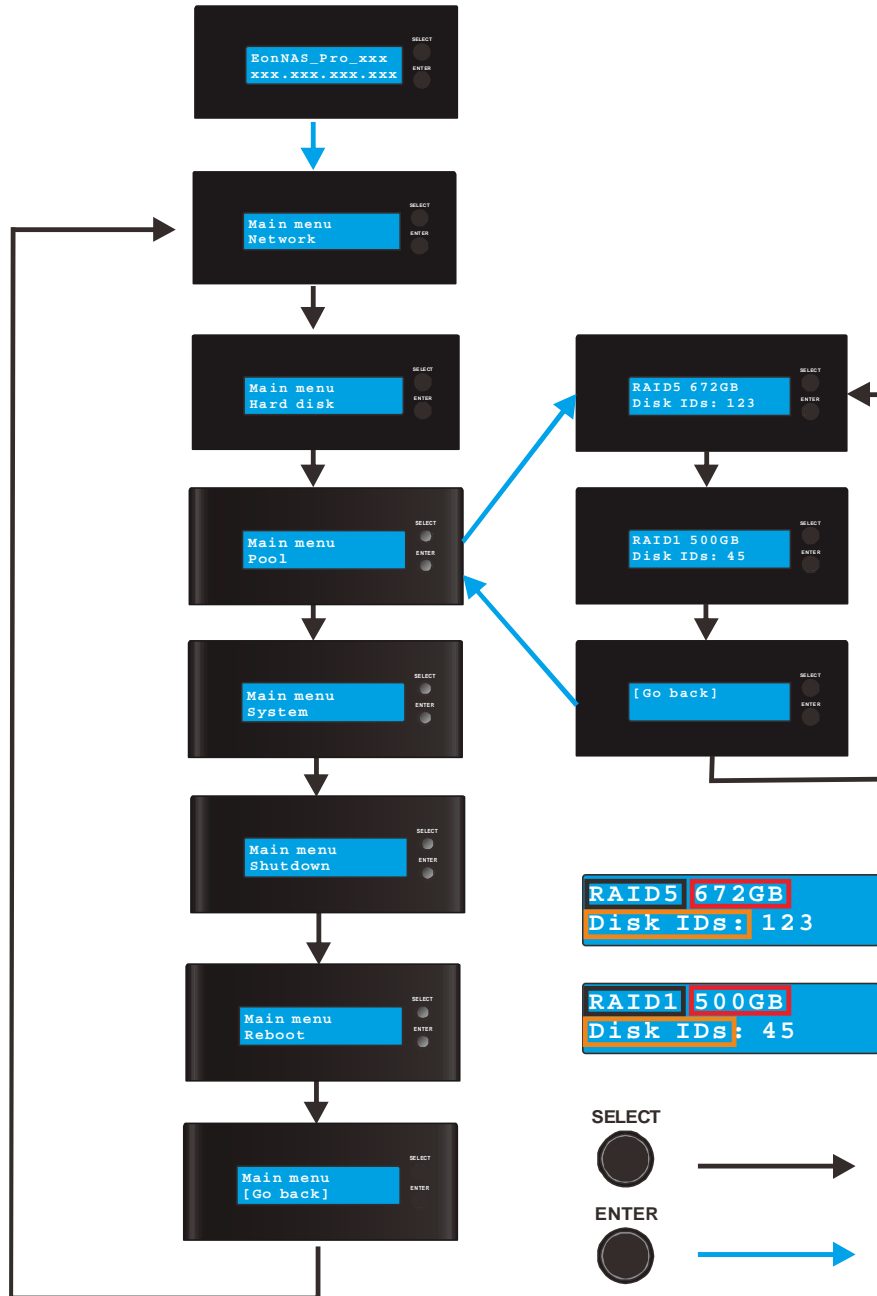 EonNAS_Pro_xxx
xxx.xxx.xxx.xxx
SELECT
ENTER
Main menu
Network
SELECT
ENTER
Main menu
Hard disk
SELECT
ENTER
RAID5 672GB
Disk IDs: 123
SELECT
ENTER
Main menu
Pool
SELECT
ENTER
RAID1 500GB
Disk IDs: 45
SELECT
ENTER
Main menu
System
SELECT
ENTER
[Go back]
SELECT
ENTER
Main menu
Shutdown
SELECT
ENTER
RAID5 672GB
Disk IDs: 123
Main menu
Reboot
SELECT
ENTER
RAID1 500GB
Disk IDs: 45
Main menu
[Go back]
SELECT
ENTER
SELECT
ENTER